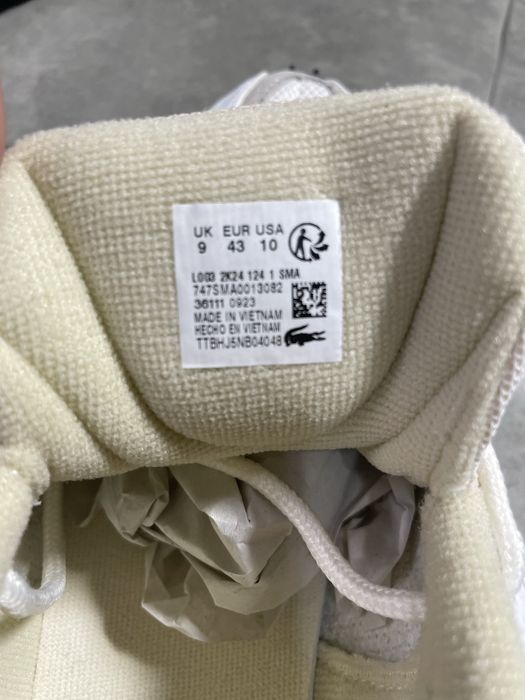 UK EUR USA
9 43 10
L003 2K24 124 1 SMA
747SMA0013082
36111 0923
MADE IN VIETNAM
HECHO EN VIETNAM
TTBHJ5NB04048